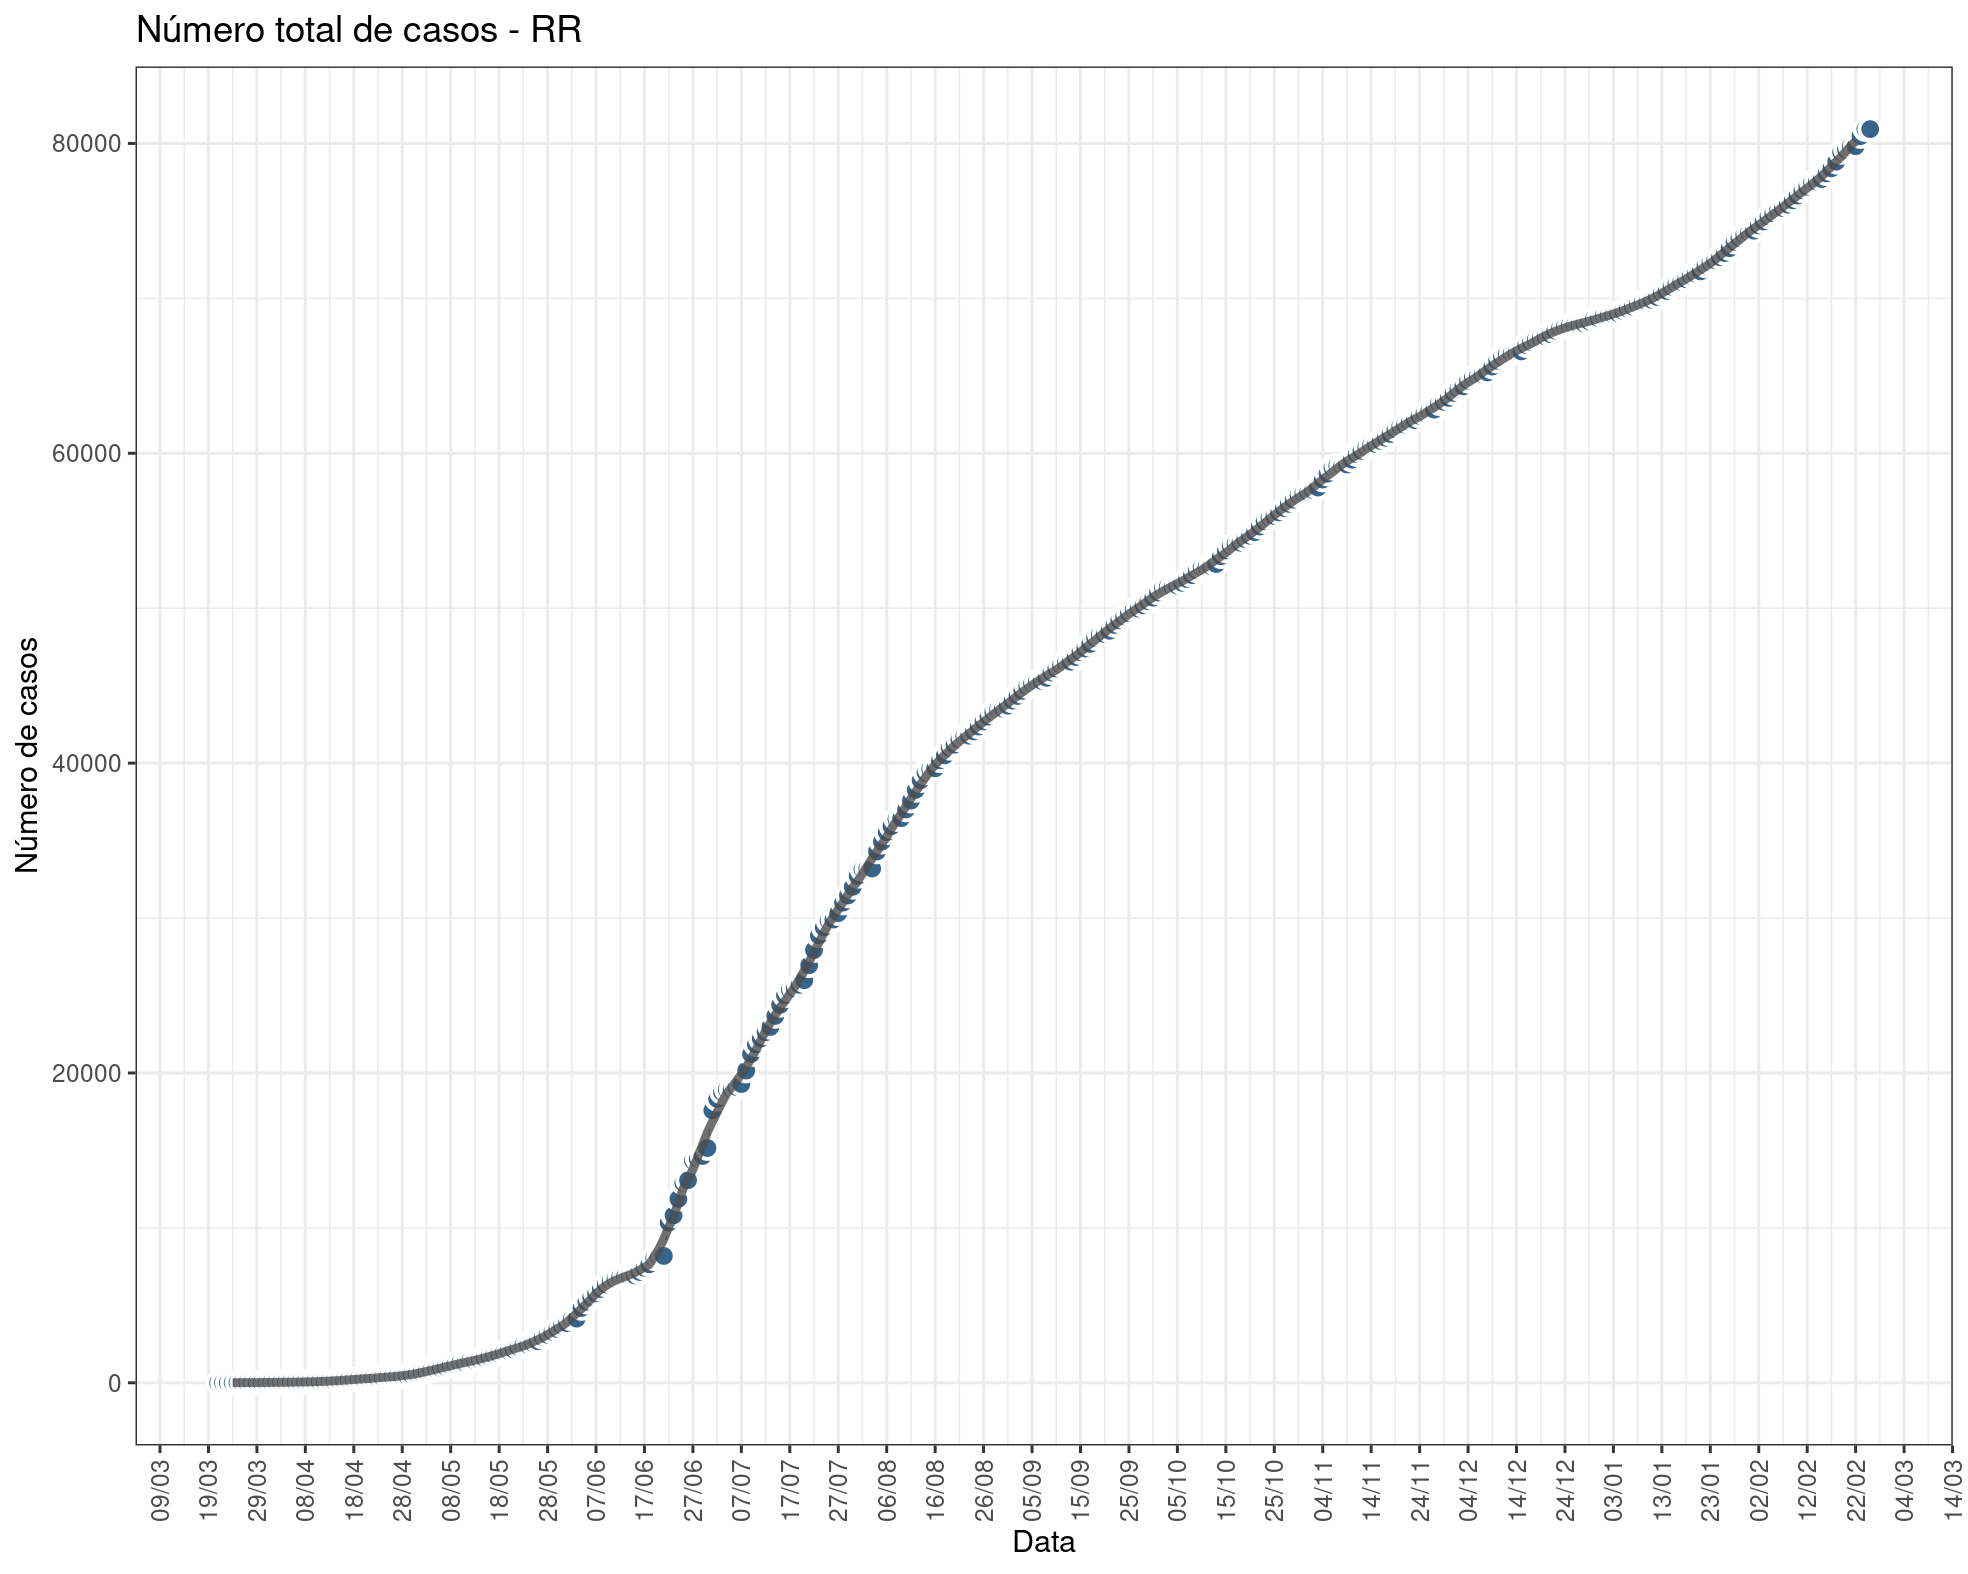 Número total de casos - RR
Número de casos
80000
60000
40000
20000
0
09/03 19/03 29/03 08/04 18/04 28/04 08/05 18/05 28/05 07/06 17/06 27/06 07/07 17/07 27/07 06/08 16/08 26/08 05/09 15/09 25/09 05/10 15/10 25/10 04/11 14/11 24/11 04/12 14/12 24/12 03/01 13/01 23/01 02/02 12/02 22/02 04/03 14/03
Data